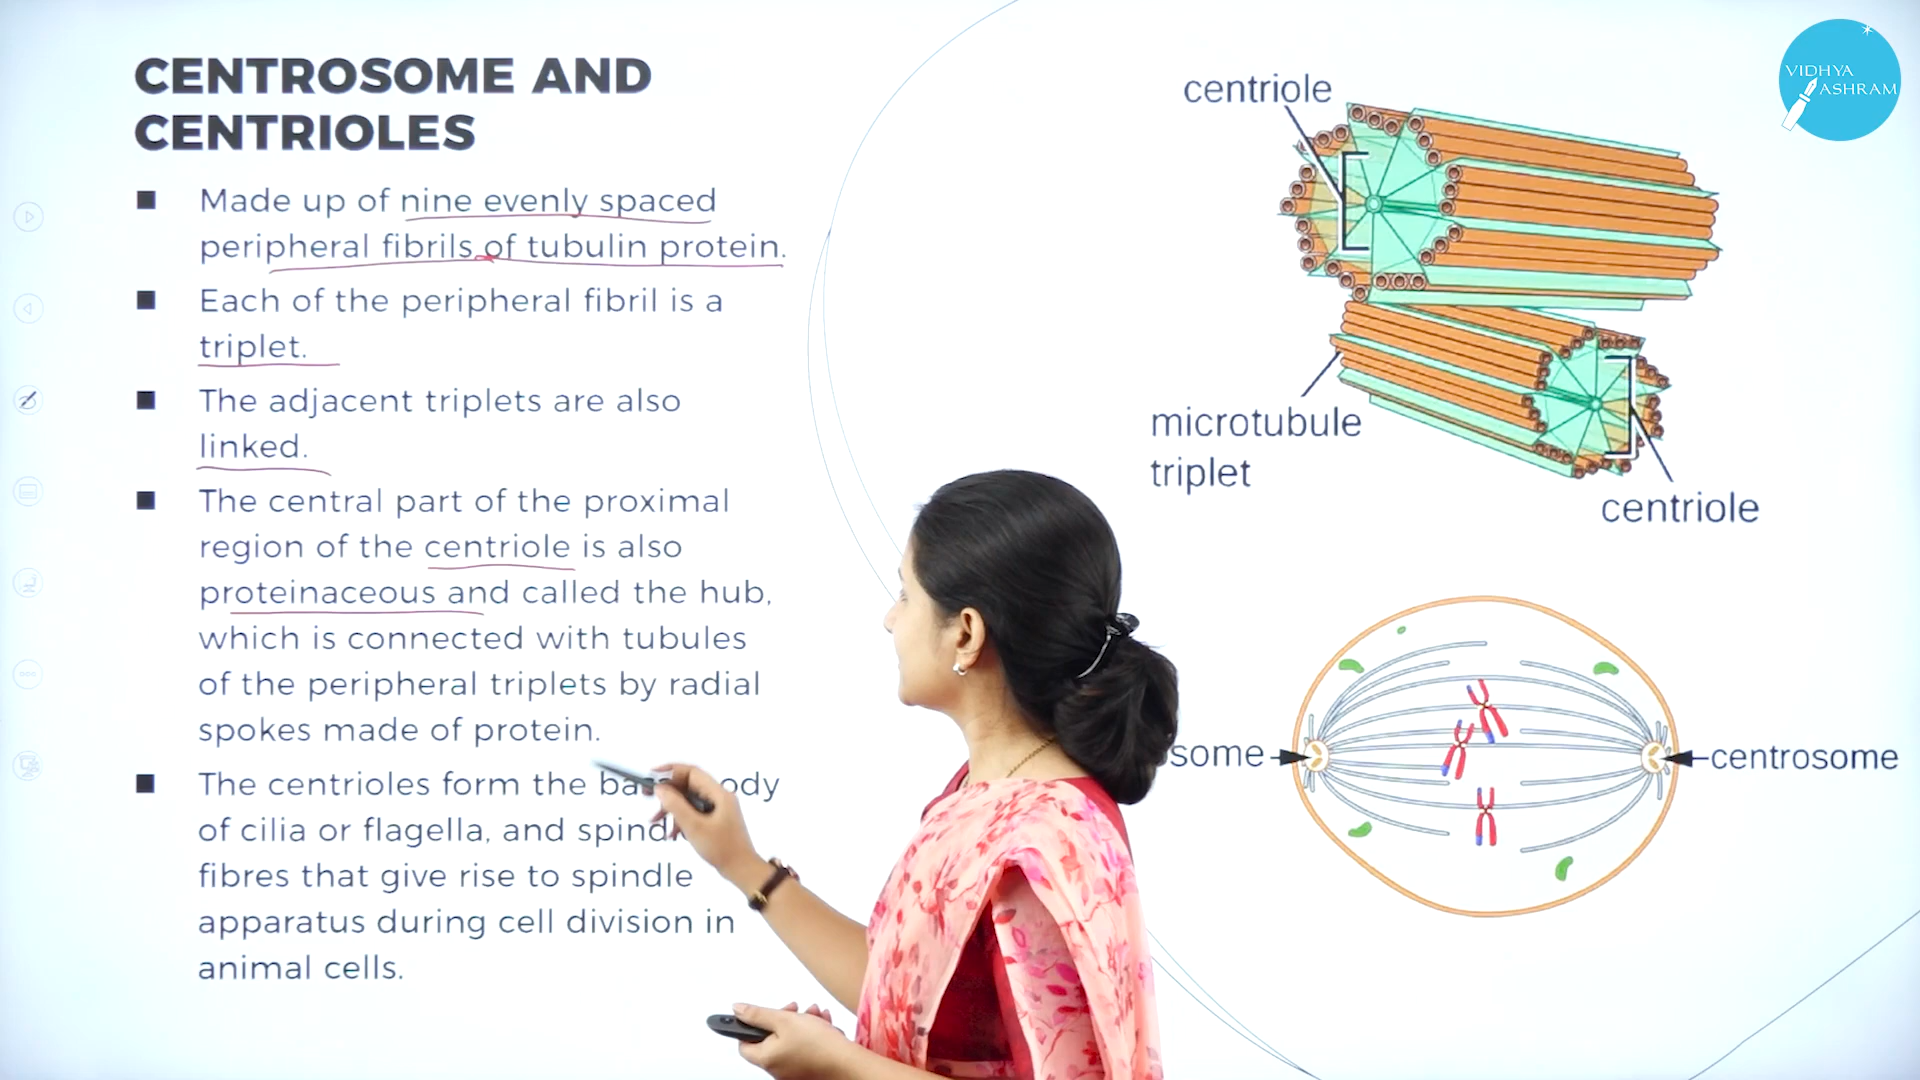 CENTROSOME AND
CENTRIOLES
Made up of nine evenly spaced
peripheral fibrils of tubulin protein.
Each of the peripheral fibril is a
triplet.
The adjacent triplets are also
linked.
The central part of the proximal
region of the centriole is also
proteinaceous and called the hub,
which is connected with tubules
of the peripheral triplets by radial
spokes made of protein.
The centrioles form the
of cilia or flagella, and
fibres that give rise to spindle
apparatus during cell division in
animal cells.
centriole
microtubule
triplet
centriole
some
centrosome
VIDHYA
ASHRAM